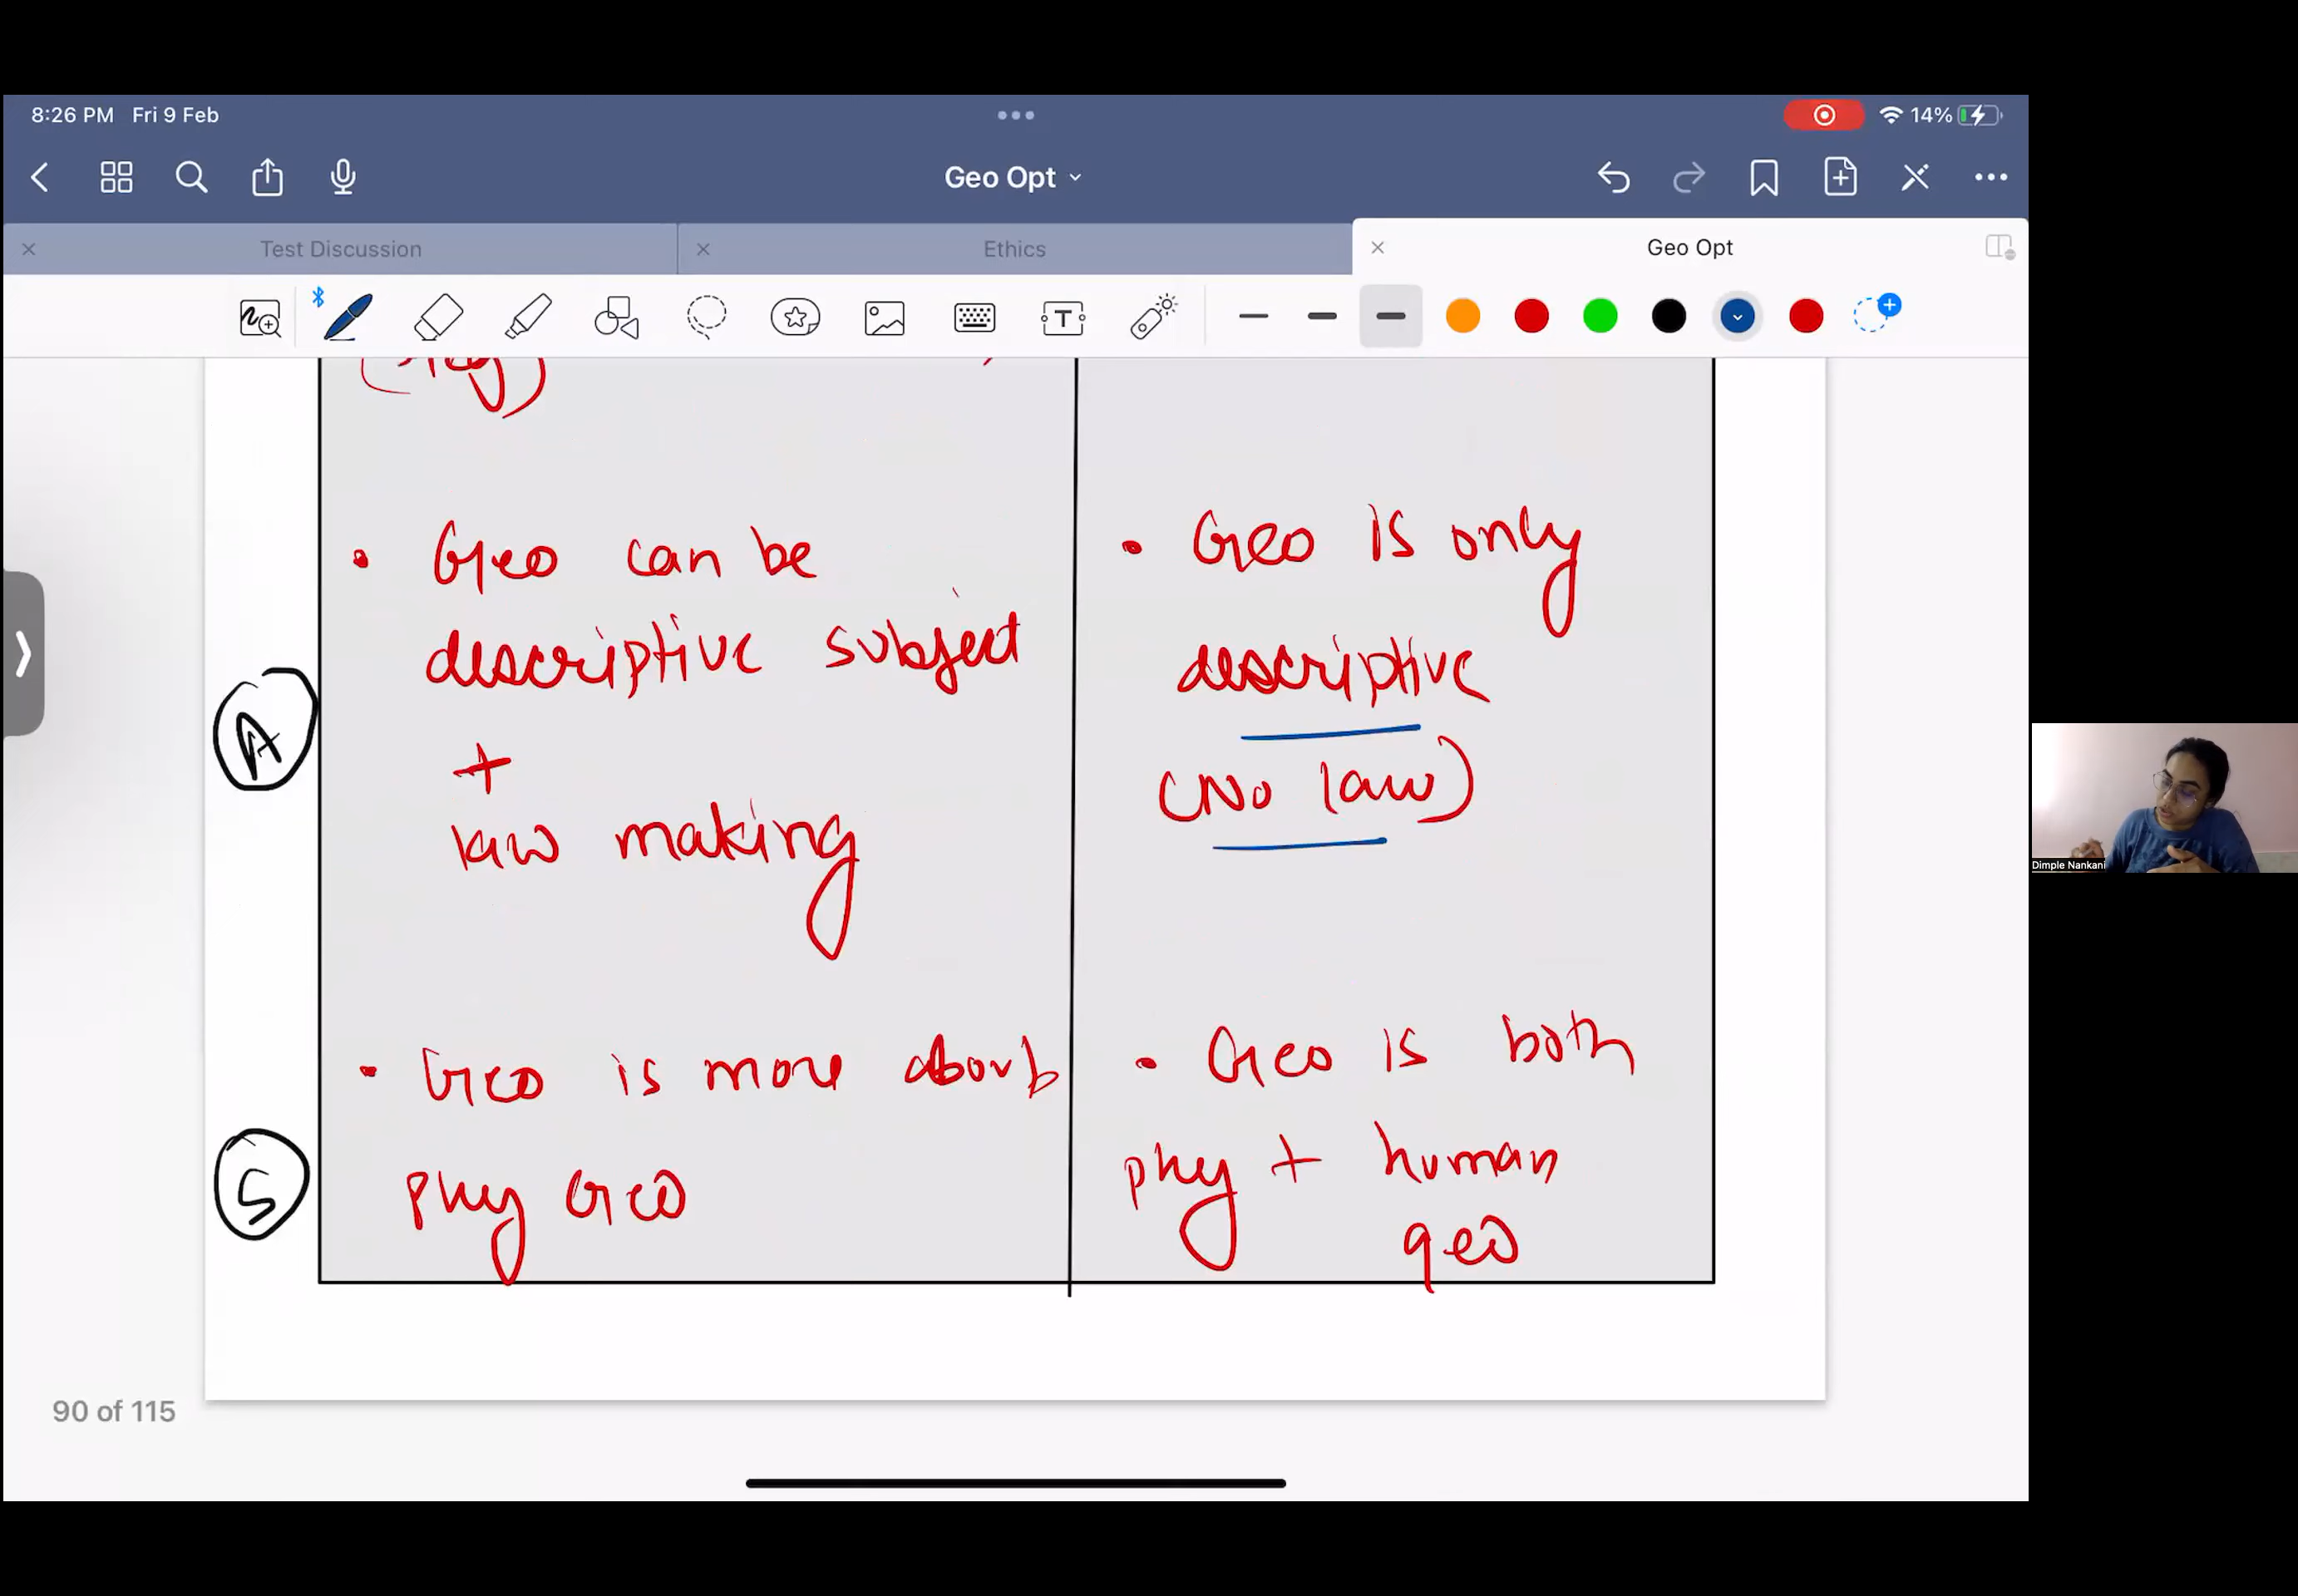 8:26 PM Fri 9 Feb
14%
Geo Opt
Test Discussion
Ethics
Geo Opt
T
• Geo can be
descriptive subject
+
law making
• Geo is only
descriptive
(No law)
A
• Geo is more about
phy Geo
• Geo is both
phy + human
geo
S
90 of 115
Dimple Nankani